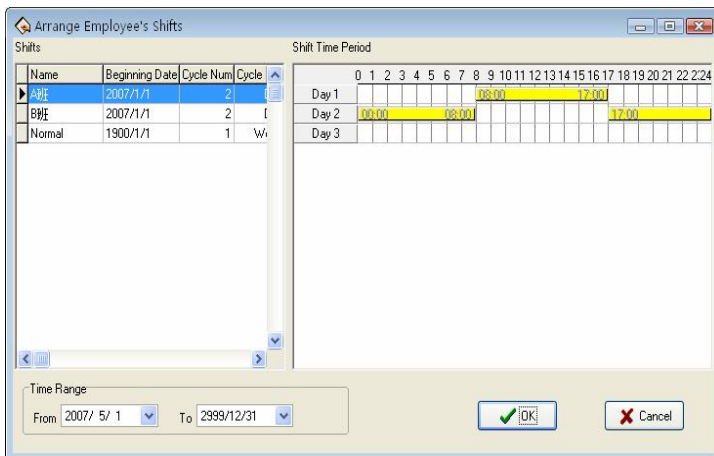 Arrange Employee's Shifts
Shifts
Name Beginning Date Cycle Num Cycle
A班 2007/1/1 2
B班 2007/1/1 2
Normal 1900/1/1 1
Shift Time Period
0 1 2 3 4 5 6 7 8 9 10 11 12 13 14 15 16 17 18 19 20 21 22 2324
Day 1 08:00 17:00
Day 2 00:00 08:00 17:00
Day 3
Time Range
From 2007/ 5/ 1 To 2999/12/31
OK
Cancel